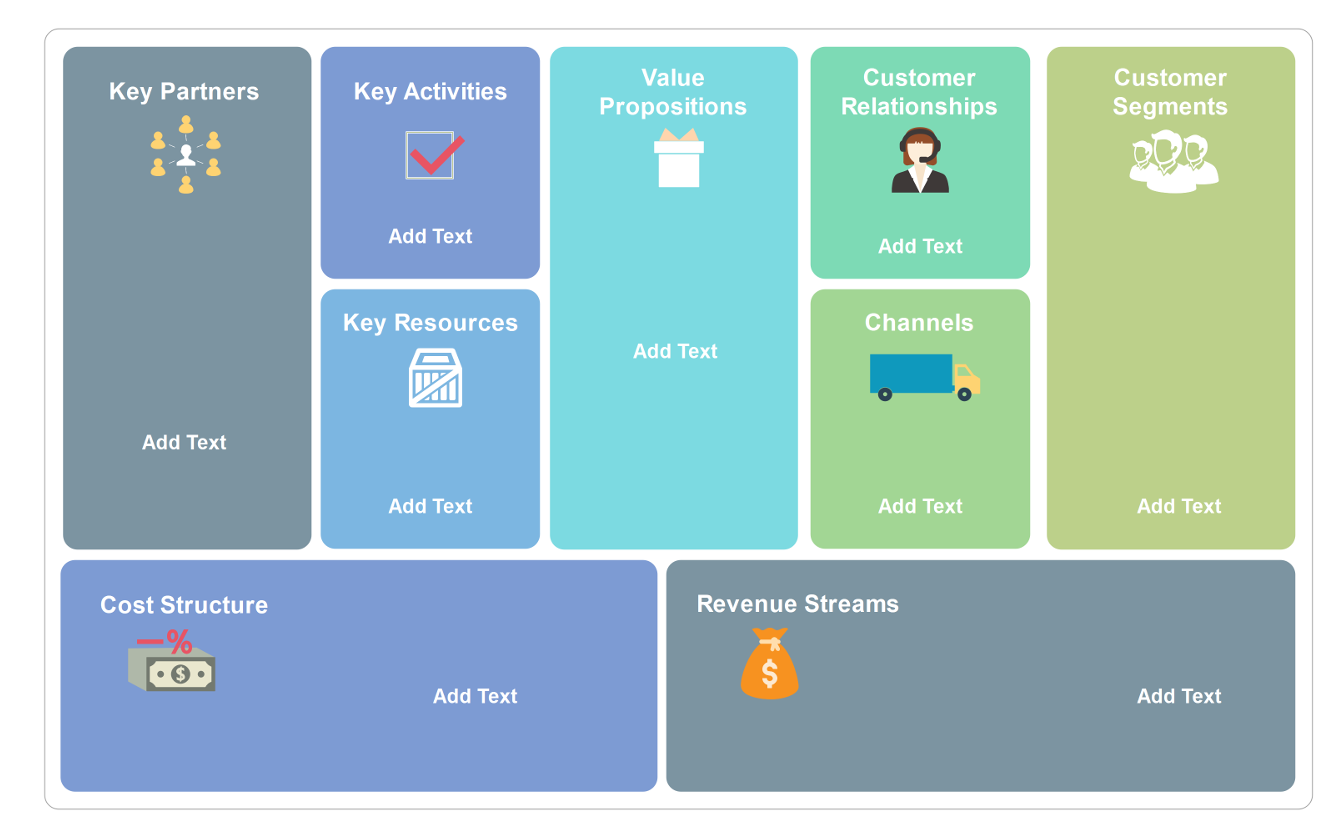 Key Partners
Add Text
Key Activities
Add Text
Key Resources
Add Text
Value
Propositions
Add Text
Customer
Relationships
Add Text
Channels
Add Text
Customer
Segments
Add Text
Cost Structure
—%
$
Add Text
Revenue Streams
$
Add Text